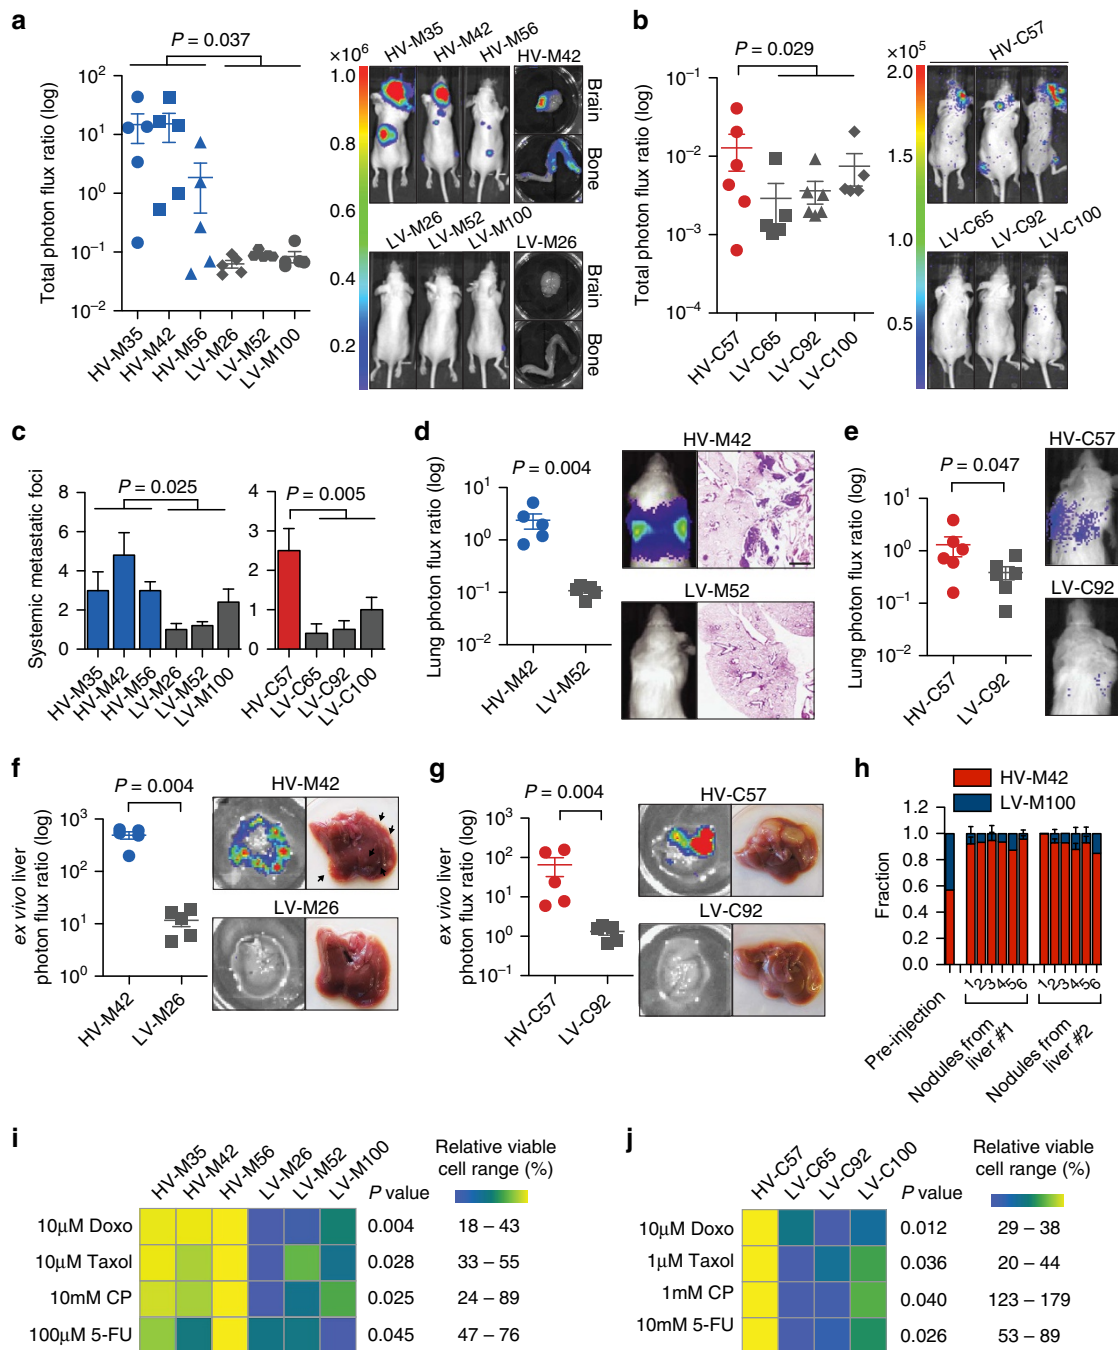 a
P = 0.037
Total photon flux ratio (log)
10²
10¹
10⁰
10⁻¹
10⁻²
HV-M35
HV-M42
HV-M56
LV-M26
LV-M52
LV-M100
×10⁶
1.0
0.8
0.6
0.4
0.2
HV-M35
HV-M42
HV-M56
HV-M42
Brain
Bone
LV-M26
LV-M52
LV-M100
LV-M26
Brain
Bone
b
P = 0.029
Total photon flux ratio (log)
10⁻¹
10⁻²
10⁻³
10⁻⁴
HV-C57
LV-C65
LV-C92
LV-C100
×10⁵
2.0
1.5
1.0
0.5
HV-C57
LV-C65
LV-C92
LV-C100
c
Systemic metastatic foci
P = 0.025
8
6
4
2
0
HV-M35
HV-M42
HV-M56
LV-M26
LV-M52
LV-M100
P = 0.005
4
3
2
1
0
HV-C57
LV-C65
LV-C92
LV-C100
d
P = 0.004
Lung photon flux ratio (log)
10¹
10⁰
10⁻¹
10⁻²
HV-M42
LV-M52
HV-M42
LV-M52
e
P = 0.047
Lung photon flux ratio (log)
10¹
10⁰
10⁻¹
10⁻²
HV-C57
LV-C92
HV-C57
LV-C92
f
P = 0.004
ex vivo liver
photon flux ratio (log)
10³
10²
10¹
10⁰
HV-M42
LV-M26
HV-M42
LV-M26
g
P = 0.004
ex vivo liver
photon flux ratio (log)
10³
10²
10¹
10⁰
10⁻¹
HV-C57
LV-C92
HV-C57
LV-C92
h
HV-M42
LV-M100
Fraction
1.2
1.0
0.8
0.6
0.4
0.2
0.0
1 2 3 4 5 6
1 2 3 4 5 6
Pre-injection
Nodules from
liver #1
Nodules from
liver #2
i
HV-M35
HV-M42
HV-M56
LV-M26
LV-M52
LV-M100
P value
Relative viable
cell range (%)
10μM Doxo
0.004
18 – 43
10μM Taxol
0.028
33 – 55
10mM CP
0.025
24 – 89
100μM 5-FU
0.045
47 – 76
j
HV-C57
LV-C65
LV-C92
LV-C100
P value
Relative viable
cell range (%)
10μM Doxo
0.012
29 – 38
1μM Taxol
0.036
20 – 44
1mM CP
0.040
123 – 179
10mM 5-FU
0.026
53 – 89